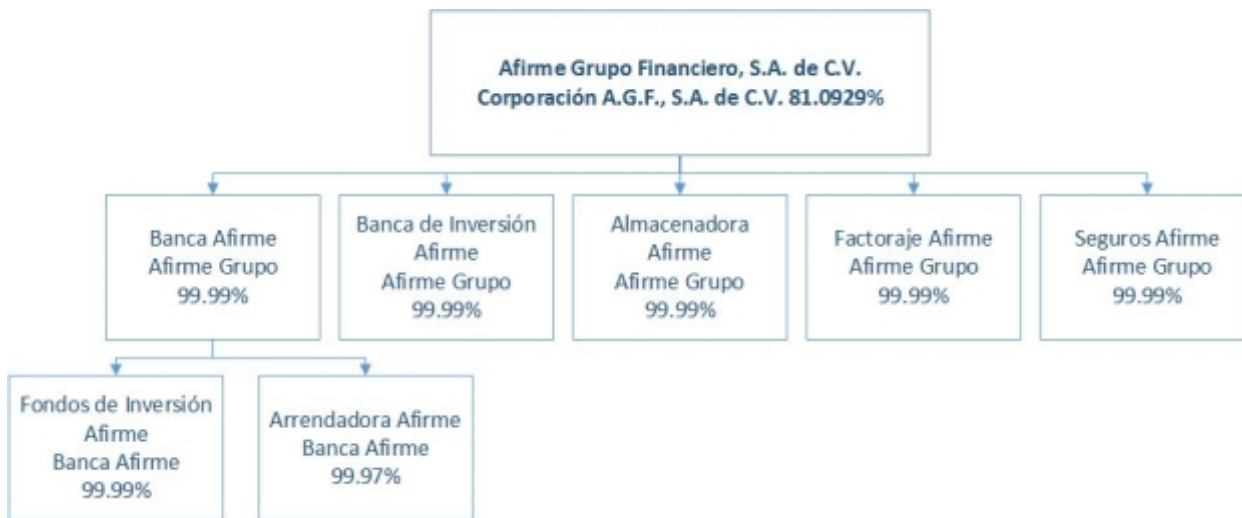 Afirme Grupo Financiero, S.A. de C.V.
Corporación A.G.F., S.A. de C.V. 81.0929%
Banca Afirme
Afirme Grupo
99.99%
Banca de Inversión
Afirme
Afirme Grupo
99.99%
Almacenadora
Afirme
Afirme Grupo
99.99%
Factoraje Afirme
Afirme Grupo
99.99%
Seguros Afirme
Afirme Grupo
99.99%
Fondos de Inversión
Afirme
Banca Afirme
99.99%
Arrendadora Afirme
Banca Afirme
99.97%